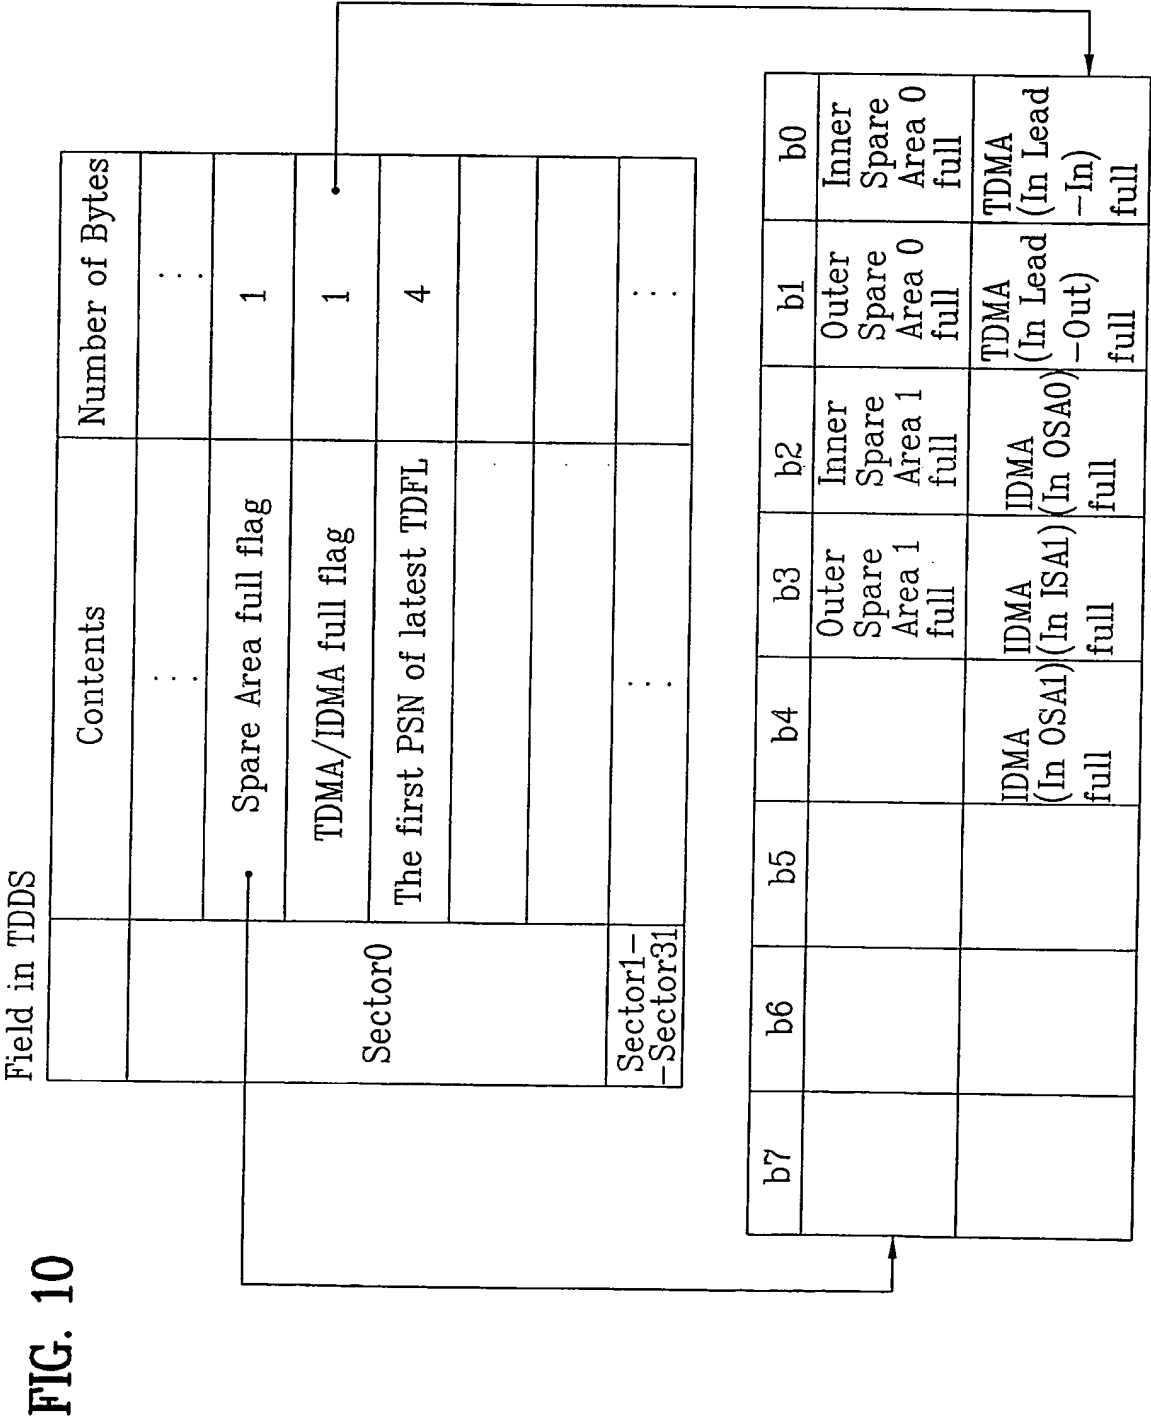 FIG. 10
Field in TDDS
Contents
Number of Bytes
. . .
. . .
Sector0
Spare Area full flag
1
TDMA/IDMA full flag
1
The first PSN of latest TDFL
4
Sector1-
-Sector31
. . .
. . .
b7
b6
b5
b4
b3
b2
b1
b0
Outer
Spare
Area 1
full
Inner
Spare
Area 1
full
Outer
Spare
Area 0
full
Inner
Spare
Area 0
full
IDMA
(In OSA1)
full
IDMA
(In ISA1)
full
IDMA
(In OSA0)
full
TDMA
(In Lead
-Out)
full
TDMA
(In Lead
-In)
full